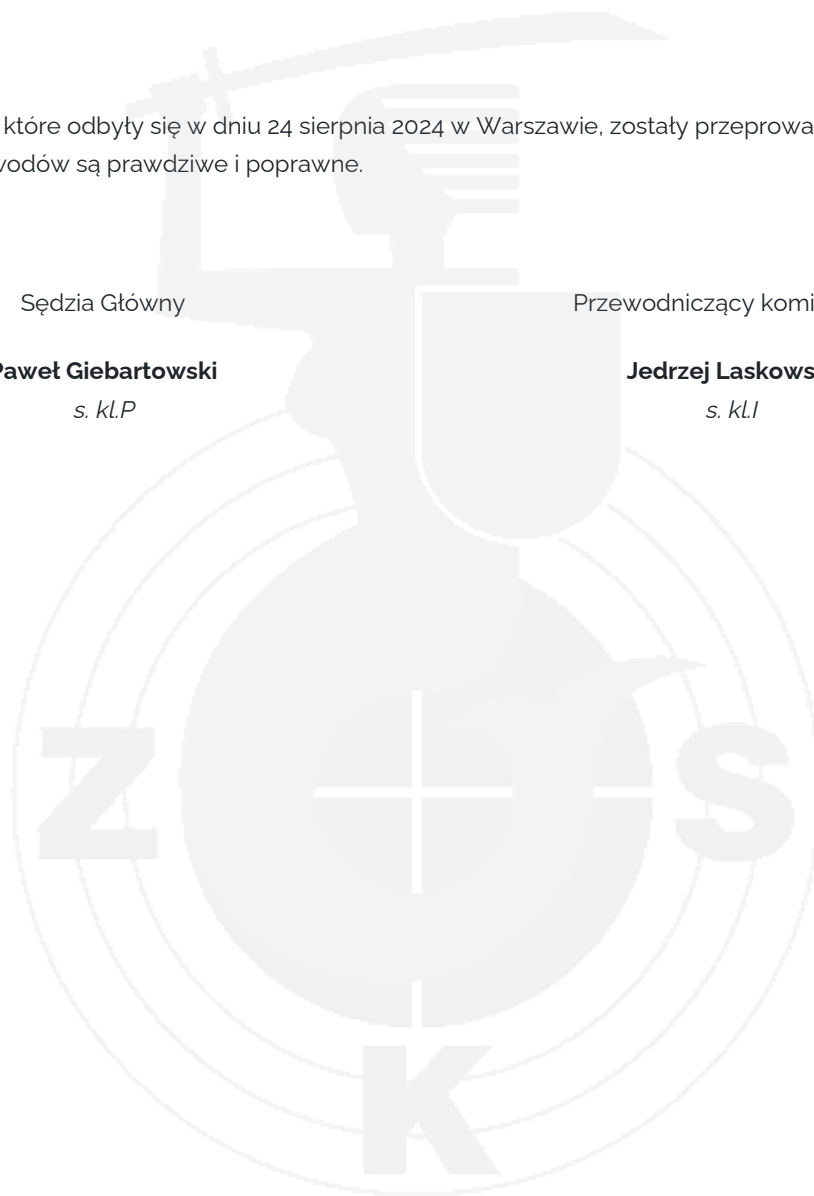 które odbyły się w dniu 24 sierpnia 2024 w Warszawie, zostały przeprowa
wodów są prawdziwe i poprawne.
Sędzia Główny
Przewodniczący komi
Paweł Giebartowski
Jedrzej Laskows
s. kl.P
s. kl.I
Z
S
K